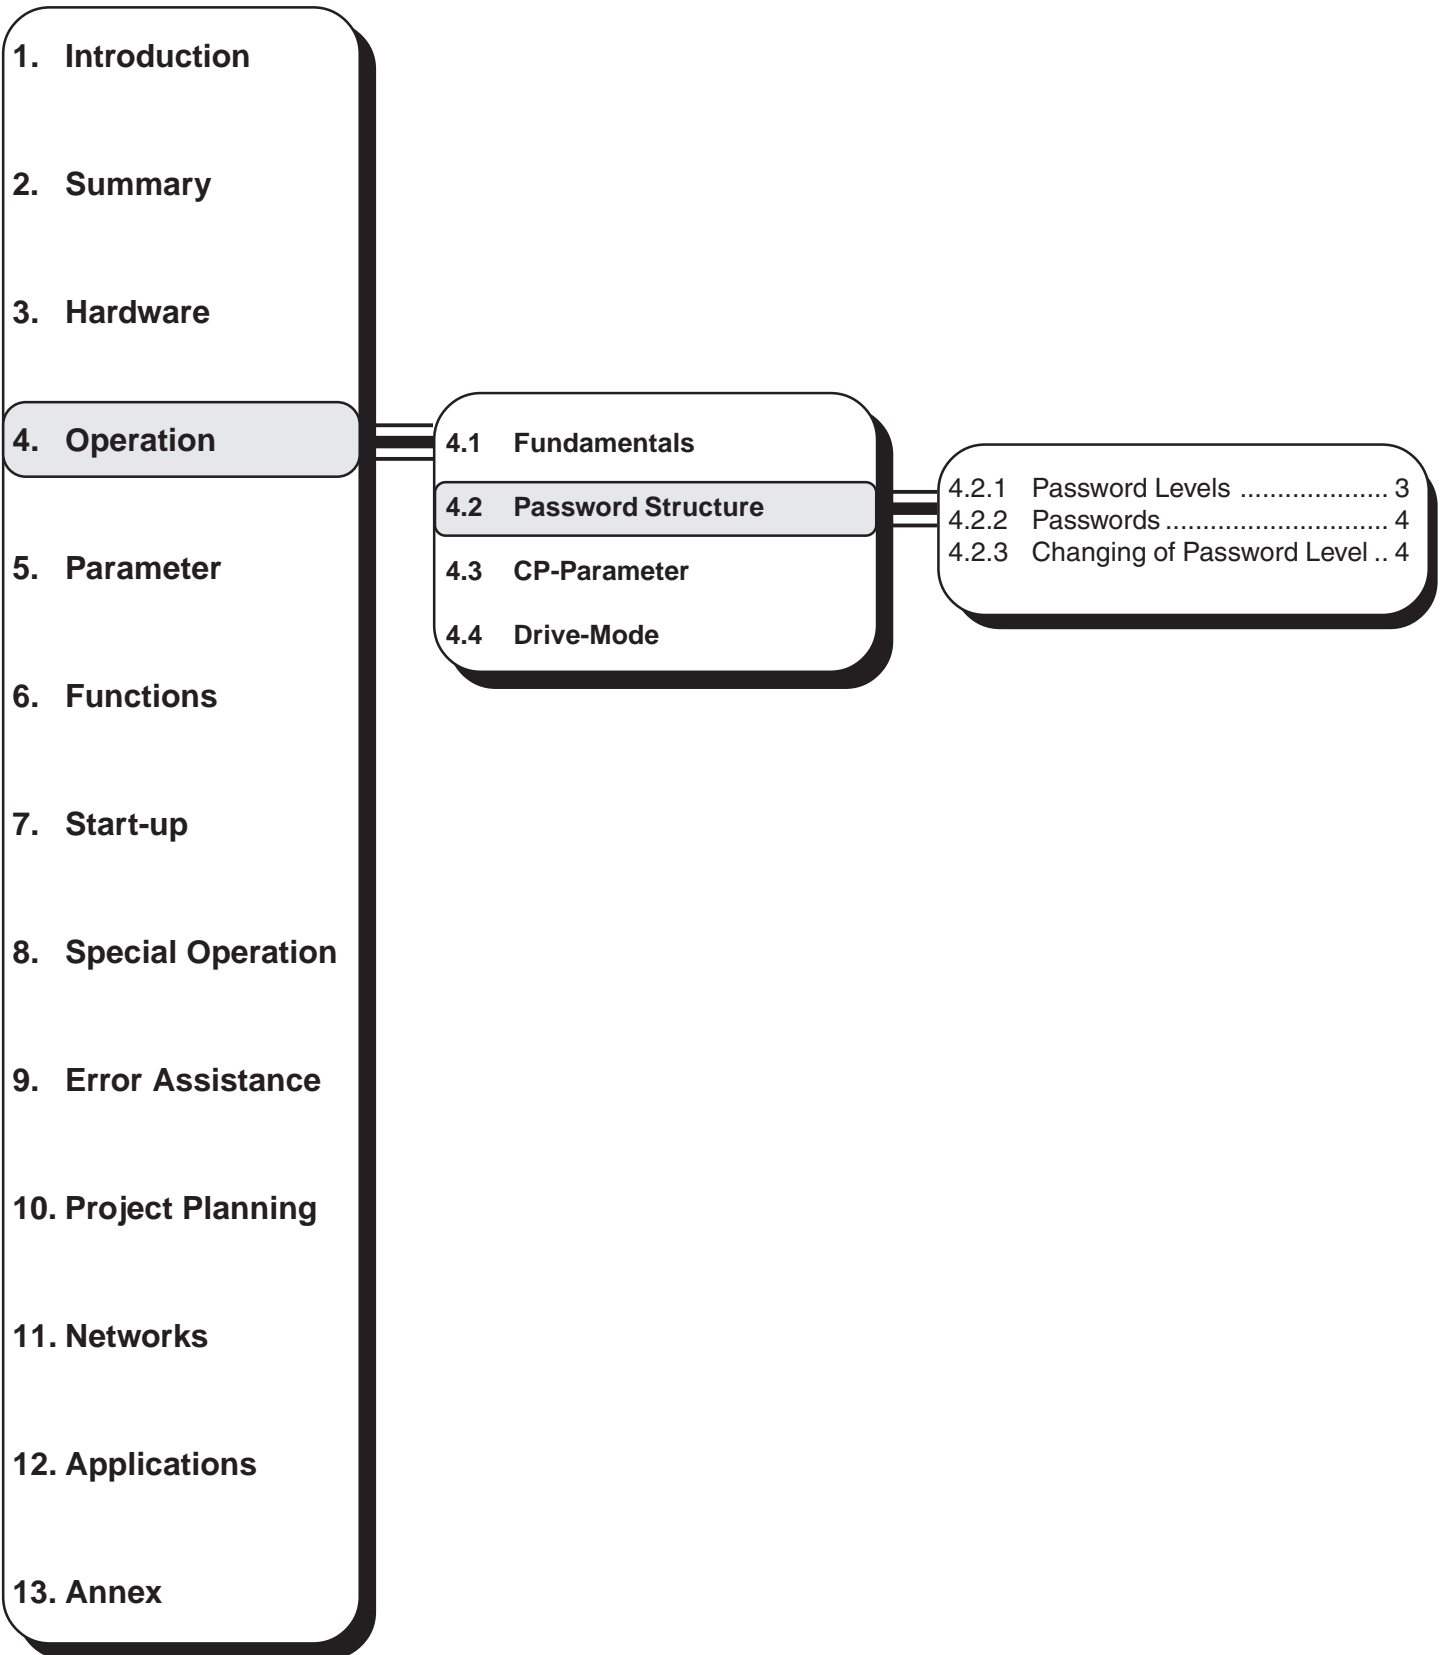 1. Introduction
2. Summary
3. Hardware
4. Operation
5. Parameter
6. Functions
7. Start-up
8. Special Operation
9. Error Assistance
10. Project Planning
11. Networks
12. Applications
13. Annex
4.1 Fundamentals
4.2 Password Structure
4.3 CP-Parameter
4.4 Drive-Mode
4.2.1 Password Levels .................... 3
4.2.2 Passwords .............................. 4
4.2.3 Changing of Password Level .. 4